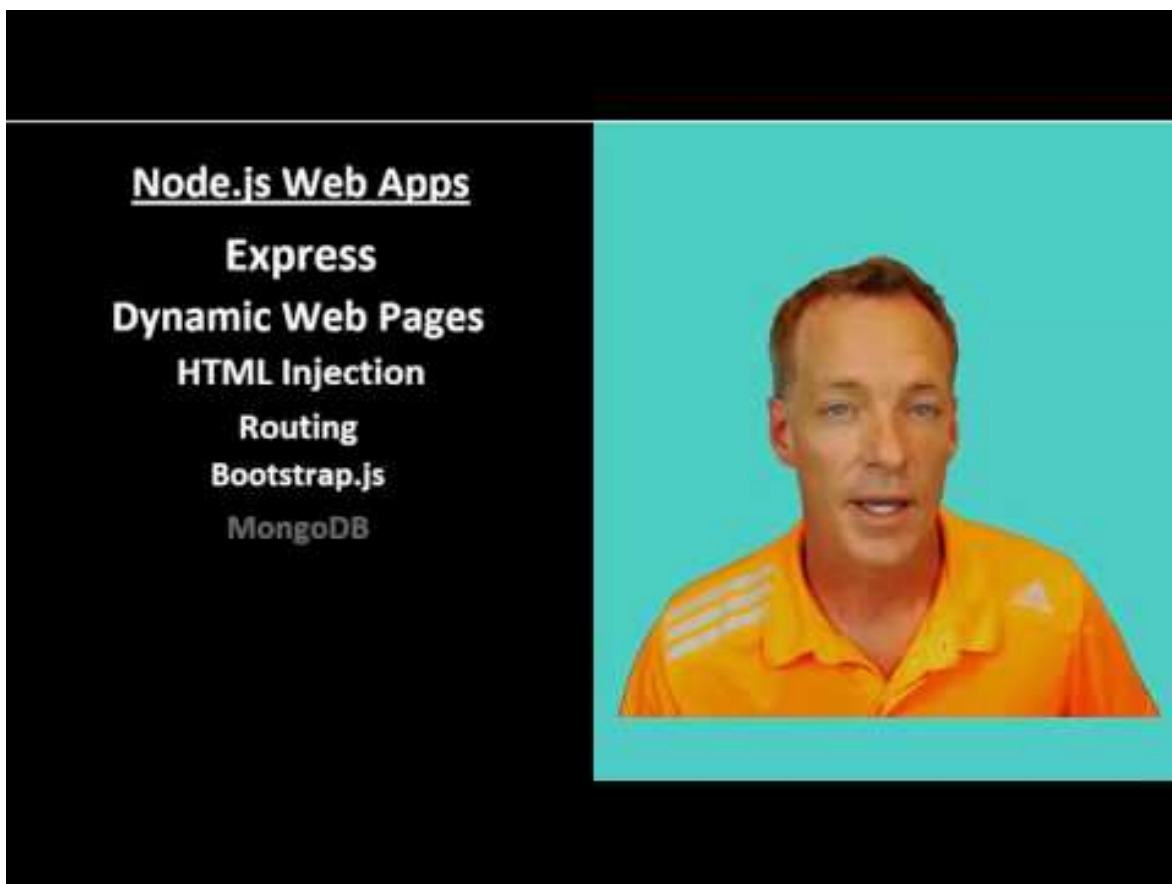 Node.js Web Apps
Express
Dynamic Web Pages
HTML Injection
Routing
Bootstrap.js
MongoDB